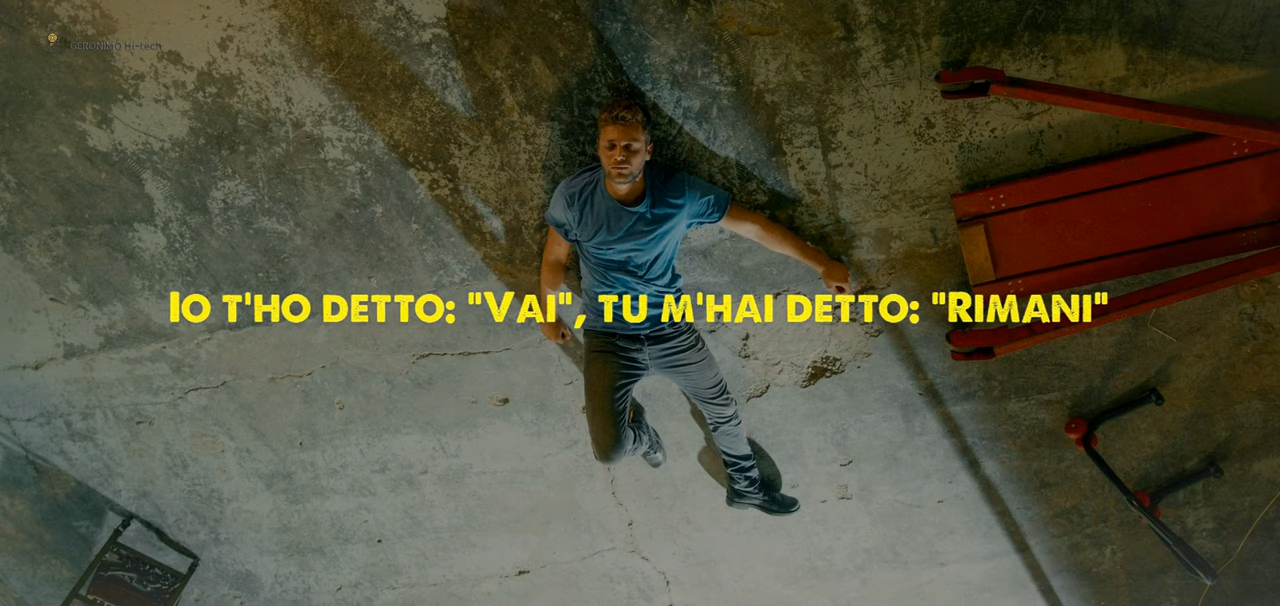 GERONIMO Hi-tech
Io t'ho detto: "Vai", tu m'hai detto: "Rimani"